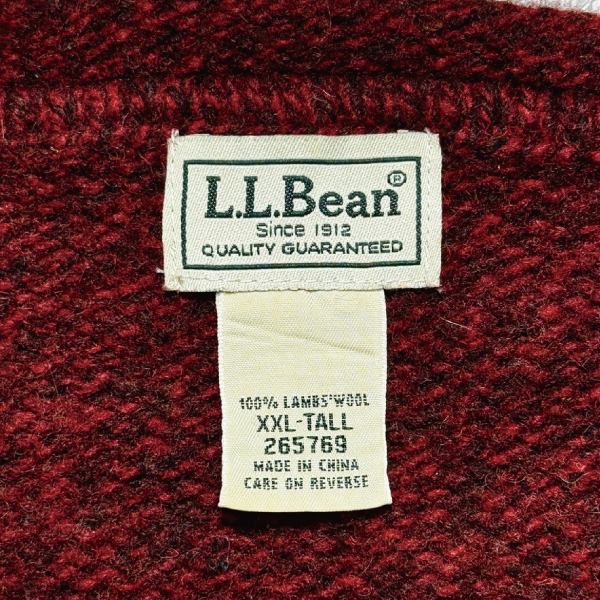 L.L.Bean®
Since 1912
QUALITY GUARANTEED
100% LAMBS' WOOL
XXL-TALL
265769
MADE IN CHINA
CARE ON REVERSE